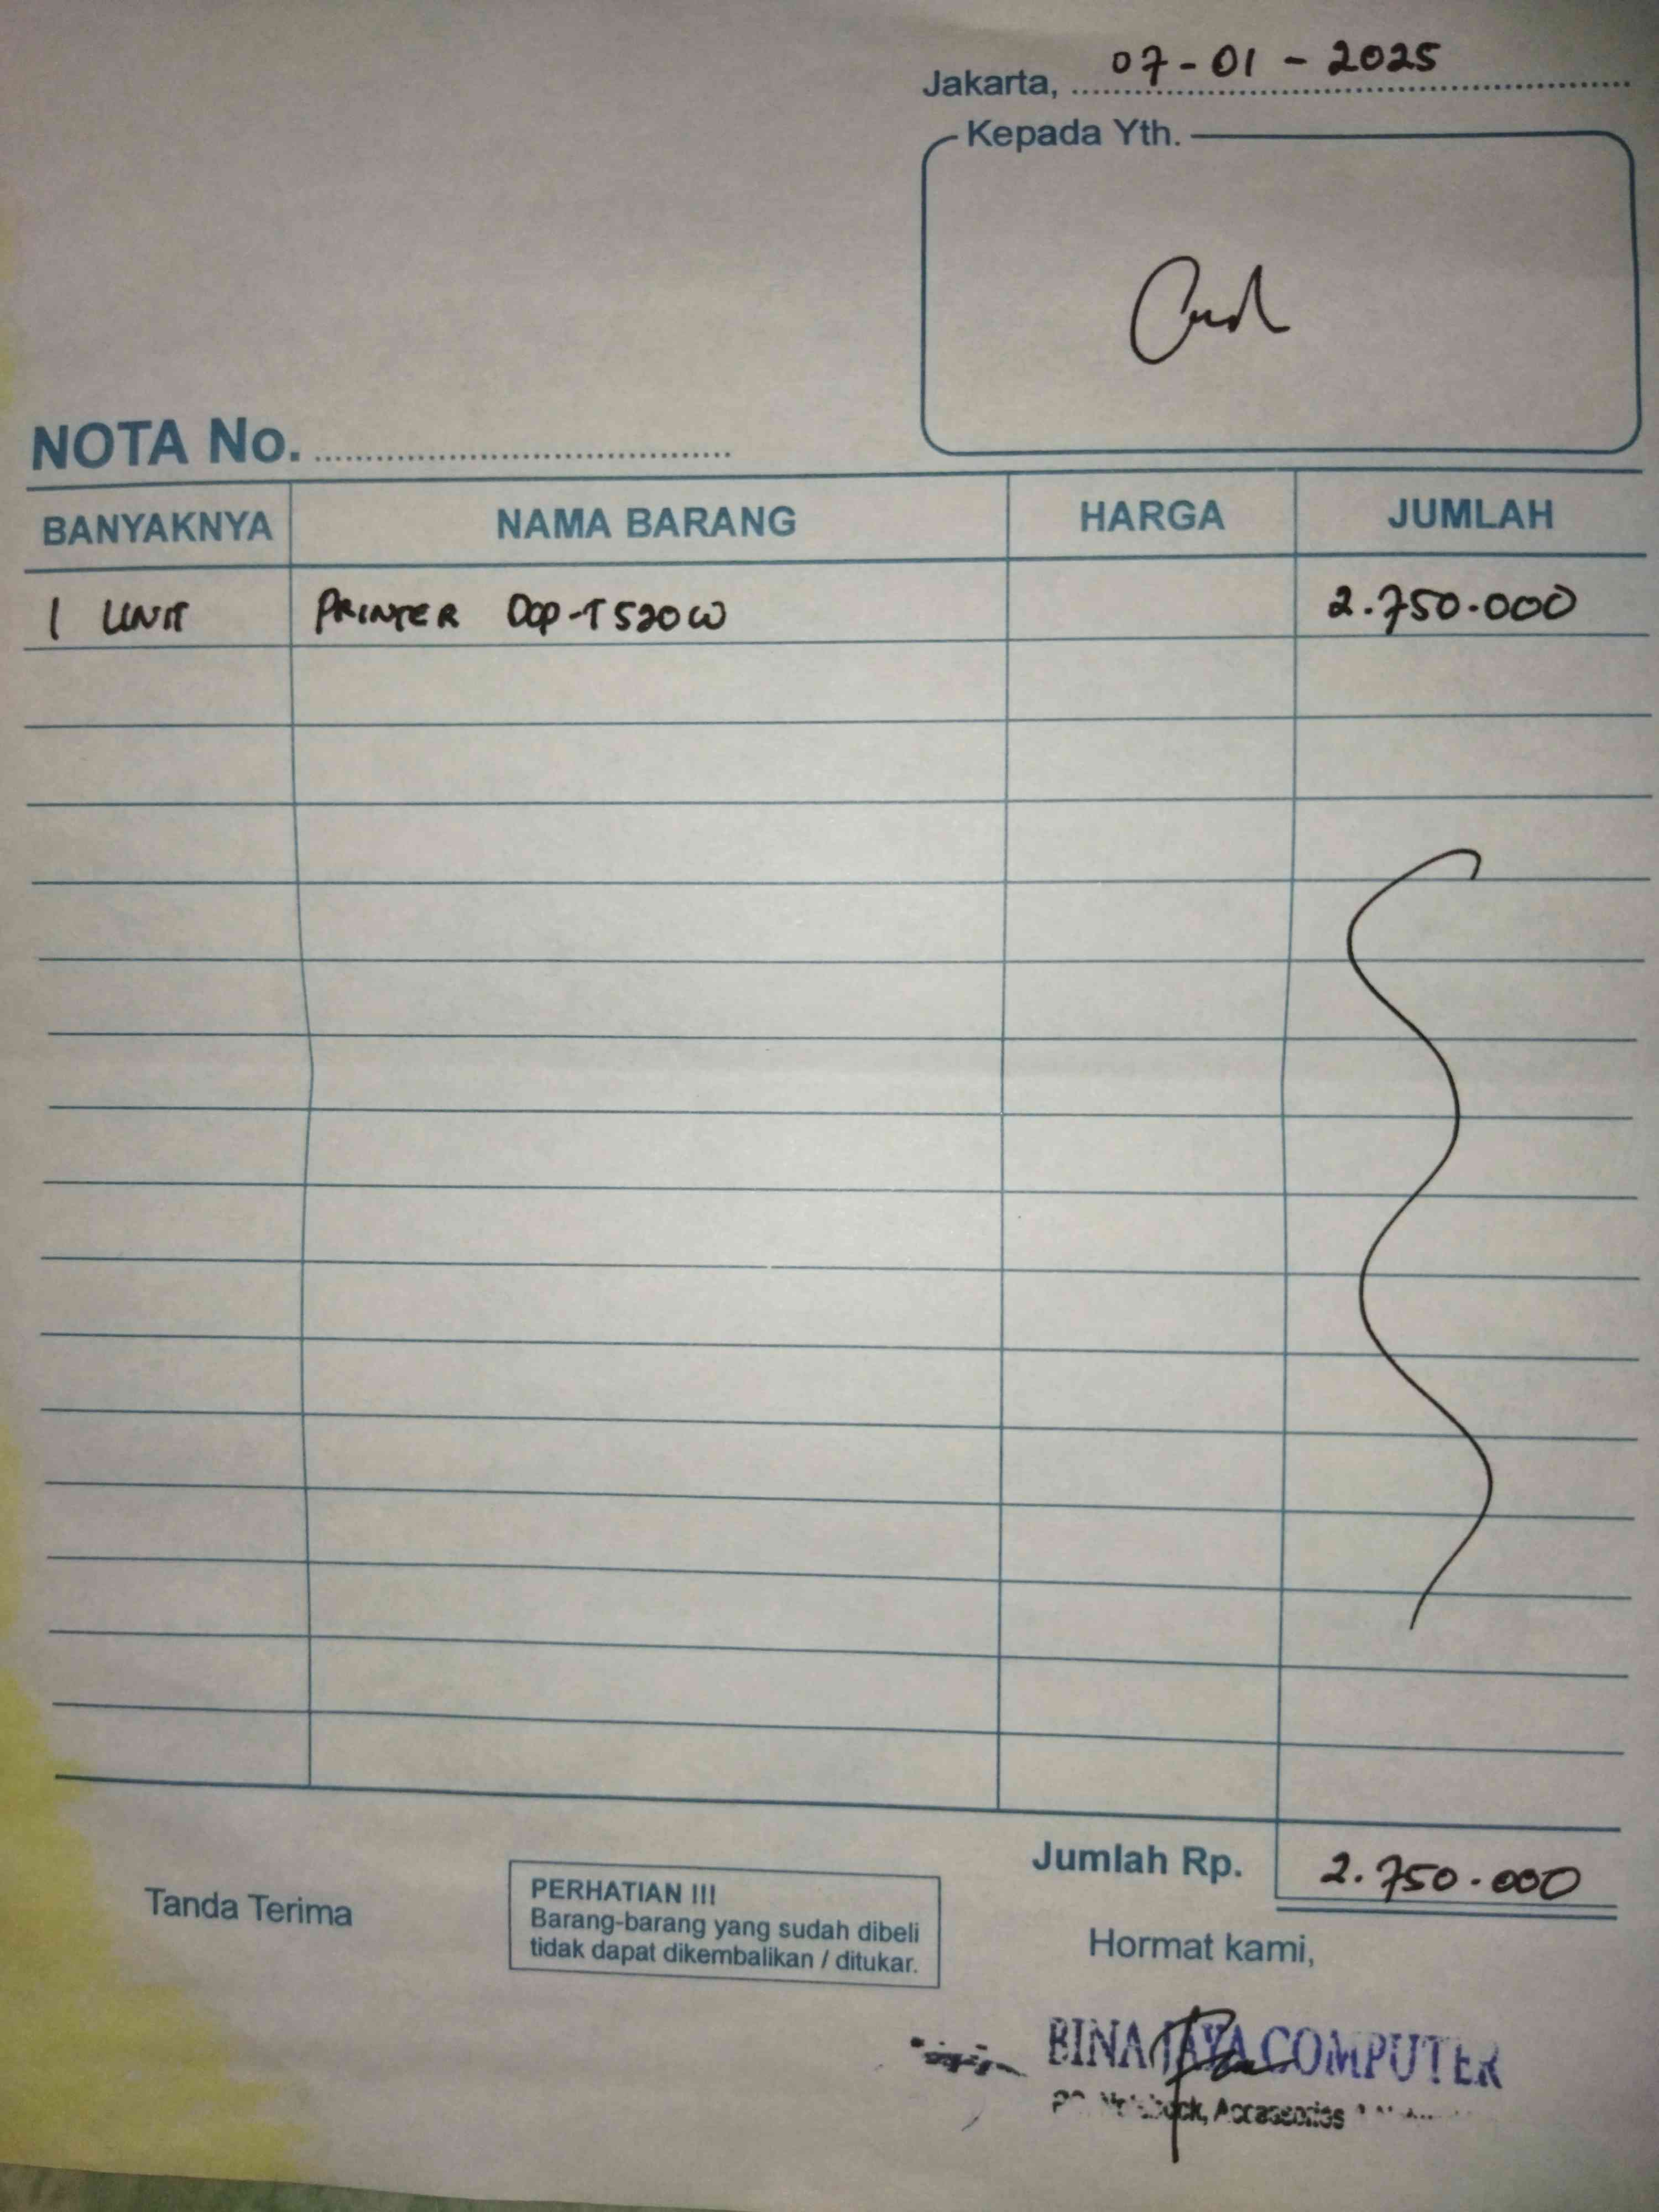 Jakarta, 07-01-2025
Kepada Yth.
NOTA No.
BANYAKNYA NAMA BARANG HARGA JUMLAH
1 UNIT PRINTER DCP-T520W 2.750.000
Jumlah Rp. 2.750.000
Tanda Terima
PERHATIAN !!!
Barang-barang yang sudah dibeli
tidak dapat dikembalikan / ditukar.
Hormat kami,
BINA JAYA COMPUTER
Accessories